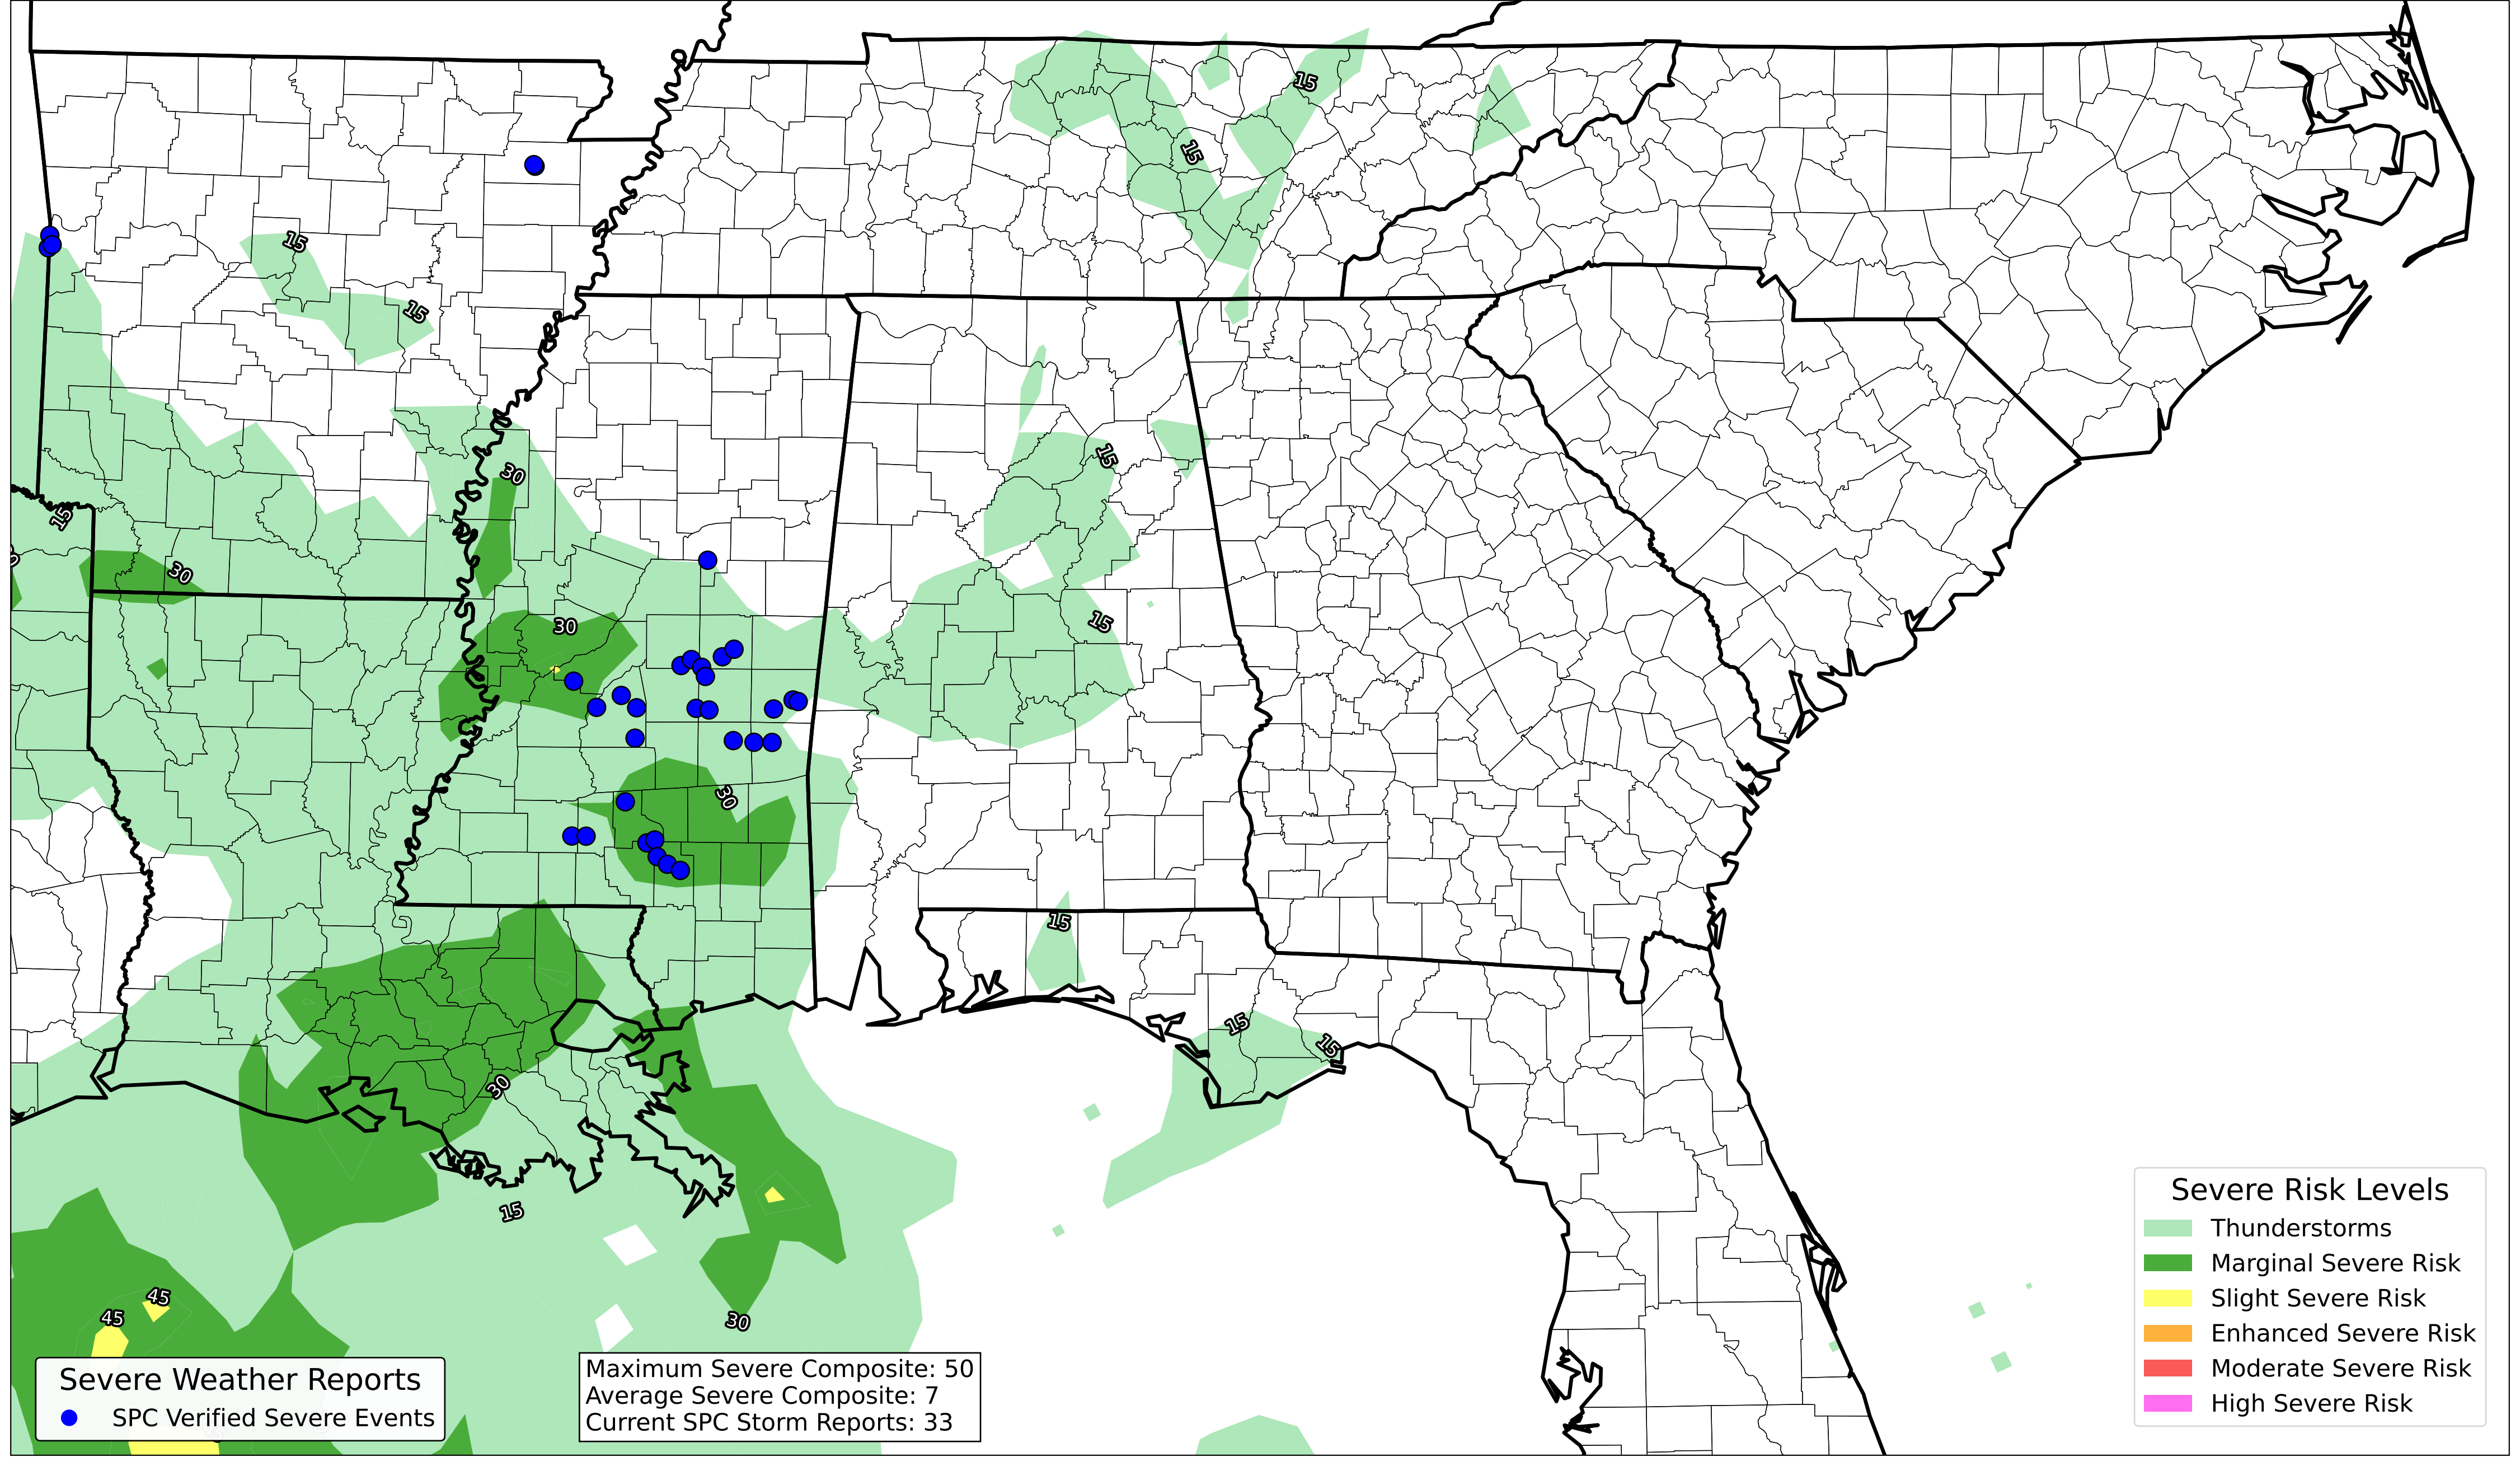 15
15
15
15
15
30
15
15
30
30
15
30
15
15
15
30
15
45
45
30
Severe Weather Reports
SPC Verified Severe Events
Maximum Severe Composite: 50
Average Severe Composite: 7
Current SPC Storm Reports: 33
Severe Risk Levels
Thunderstorms
Marginal Severe Risk
Slight Severe Risk
Enhanced Severe Risk
Moderate Severe Risk
High Severe Risk